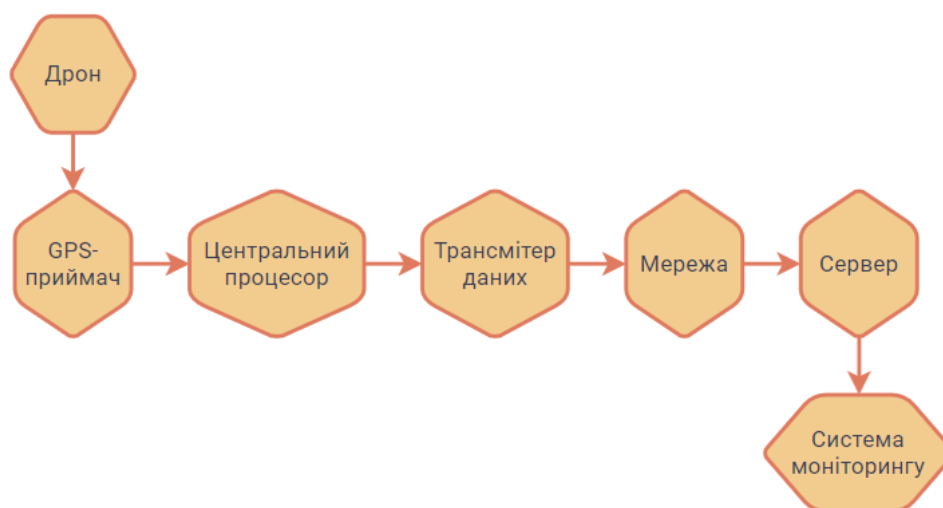 Дрон
GPS-
приймач
Центральний
процесор
Трансмітер
даних
Мережа
Сервер
Система
моніторингу